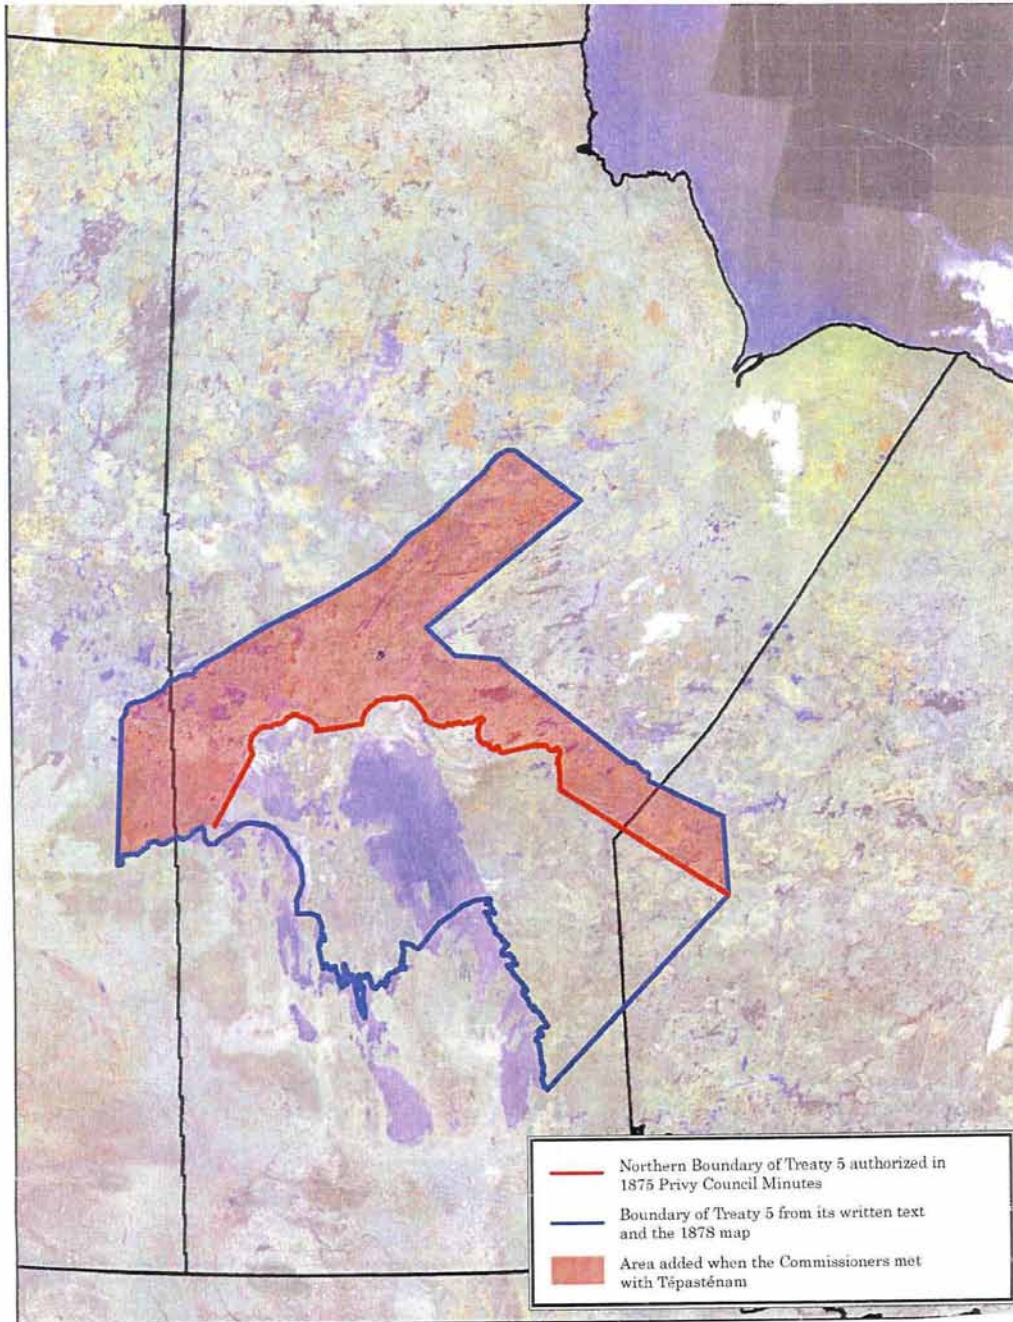 Northern Boundary of Treaty 5 authorized in
1875 Privy Council Minutes
Boundary of Treaty 5 from its written text
and the 1878 map
Area added when the Commissioners met
with Tépasténam